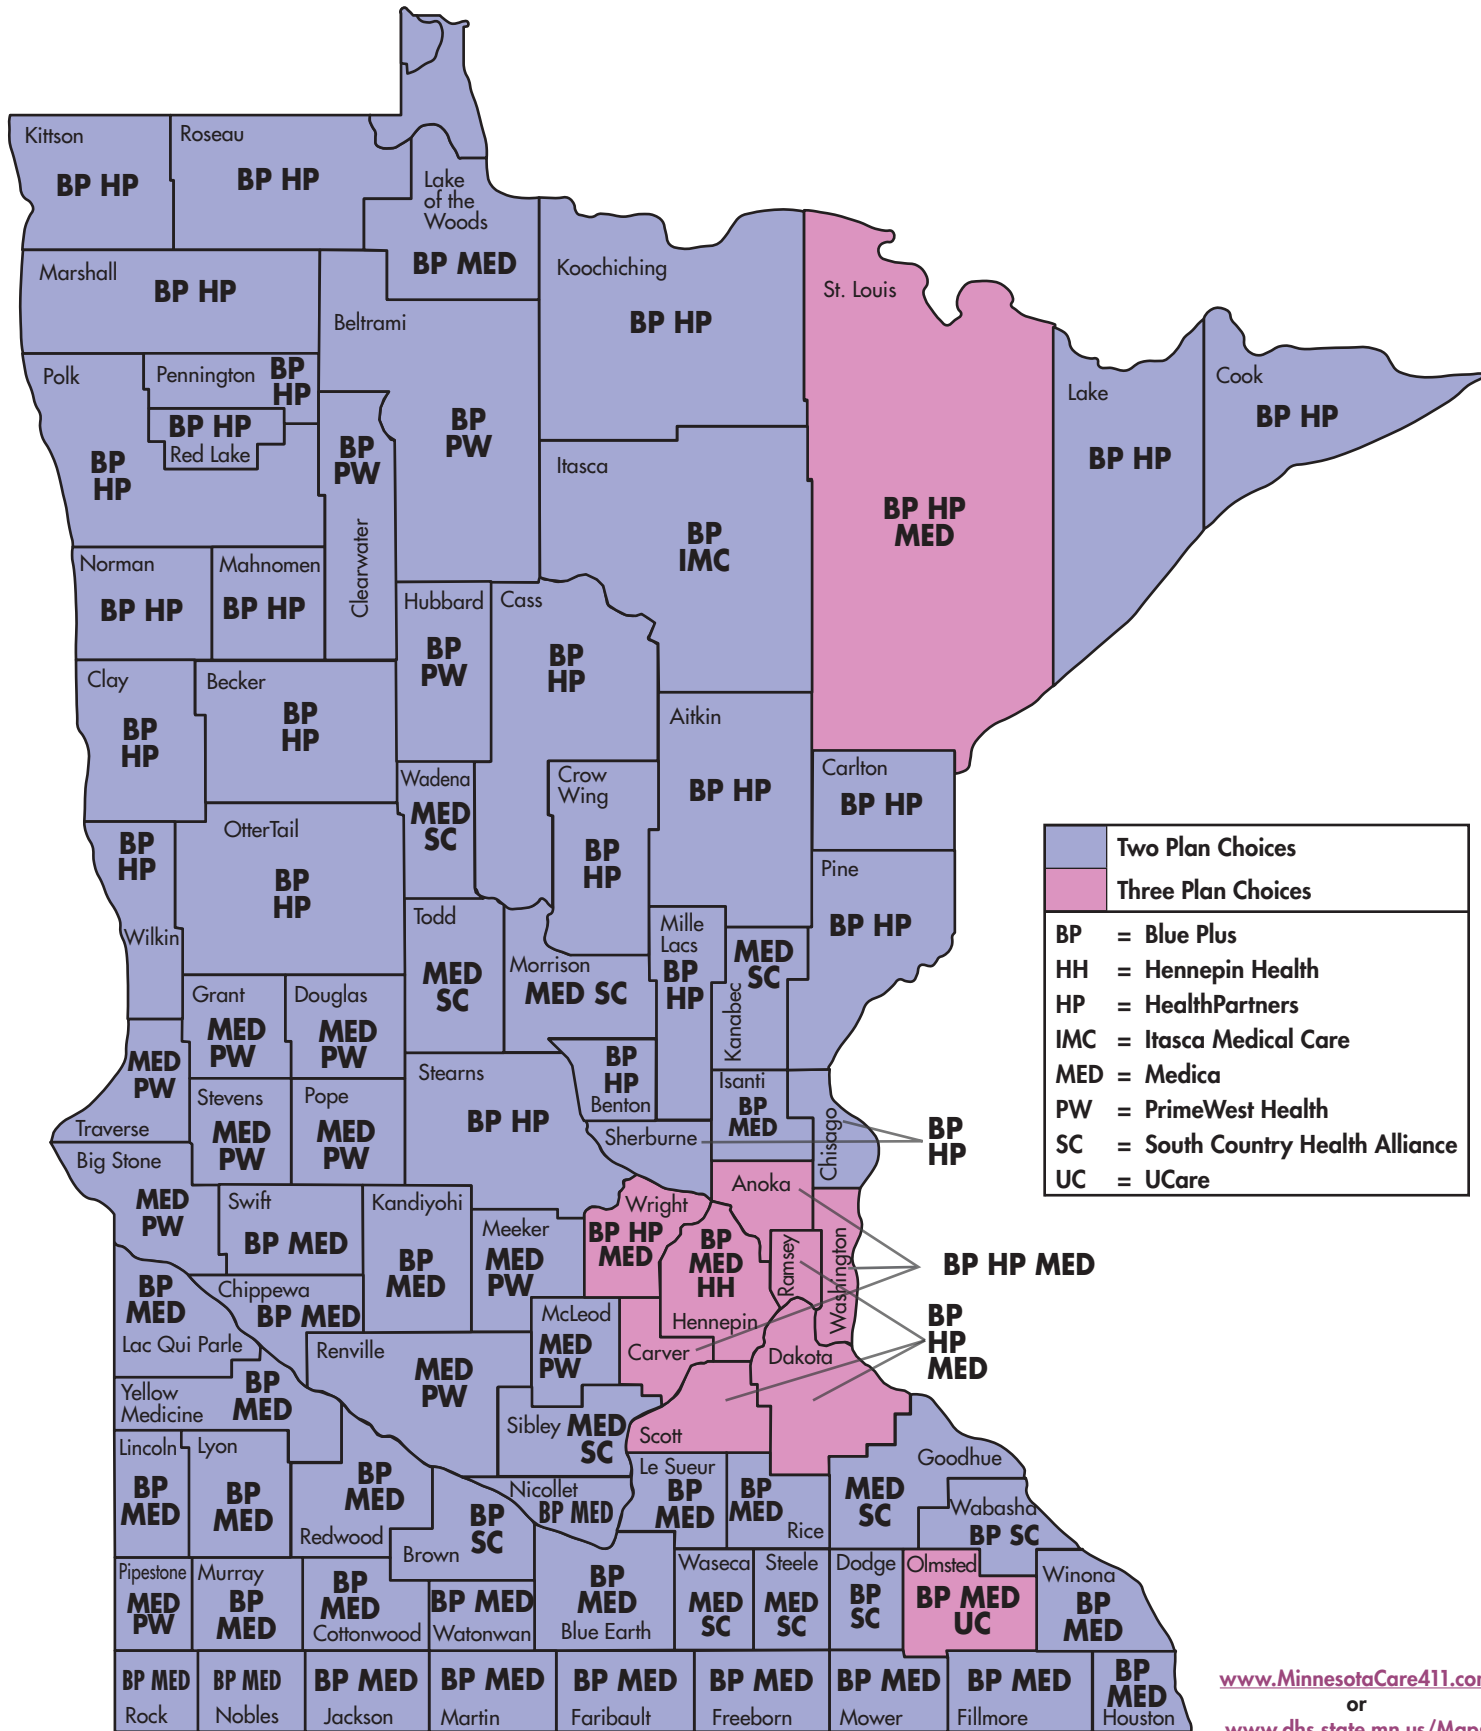 Kittson
BP HP
Roseau
BP HP
Lake
of the
Woods
BP MED
Marshall
BP HP
Beltrami
BP
PW
Koochiching
BP HP
St. Louis
BP HP
MED
Lake
BP HP
Cook
BP HP
Polk
BP
HP
Pennington
BP
HP
BP HP
Red Lake
BP
PW
Clearwater
Itasca
BP
IMC
Norman
BP HP
Mahnomen
BP HP
Hubbard
BP
PW
Cass
BP
HP
Clay
BP
HP
Becker
BP
HP
Aitkin
BP HP
Wadena
MED
SC
Crow
Wing
BP
HP
Carlton
BP HP
BP
HP
Wilkin
OtterTail
BP
HP
Pine
BP HP
Todd
MED
SC
Morrison
MED SC
Mille
Lacs
BP
HP
MED
SC
Kanabec
Grant
MED
PW
Douglas
MED
PW
MED
PW
Traverse
Stevens
MED
PW
Pope
MED
PW
Stearns
BP HP
BP
HP
Benton
Isanti
BP
MED
Sherburne
Chisago
BP
HP
Big Stone
MED
PW
Swift
BP MED
Kandiyohi
BP
MED
Meeker
MED
PW
Wright
BP HP
MED
Anoka
BP
MED
HH
Hennepin
Ramsey
Washington
BP HP MED
BP
HP
MED
BP
MED
Lac Qui Parle
Chippewa
BP MED
Renville
MED
PW
McLeod
MED
PW
Carver
Dakota
Scott
Yellow
Medicine
BP
MED
Sibley
MED
SC
Lincoln
BP
MED
Lyon
BP
MED
BP
MED
Redwood
Nicollet
BP MED
Brown
BP
SC
Le Sueur
BP
MED
BP
MED
Rice
Goodhue
MED
SC
Wabasha
BP SC
Pipestone
MED
PW
Murray
BP
MED
BP
MED
Cottonwood
BP MED
Watonwan
BP
MED
Blue Earth
Waseca
MED
SC
Steele
MED
SC
Dodge
BP
SC
Olmsted
BP MED
UC
Winona
BP
MED
BP MED
Rock
BP MED
Nobles
BP MED
Jackson
BP MED
Martin
BP MED
Faribault
BP MED
Freeborn
BP MED
Mower
BP MED
Fillmore
BP
MED
Houston
Two Plan Choices
Three Plan Choices
BP = Blue Plus
HH = Hennepin Health
HP = HealthPartners
IMC = Itasca Medical Care
MED = Medica
PW = PrimeWest Health
SC = South Country Health Alliance
UC = UCare
www.MinnesotaCare411.co
or
www.dhs.state.mn.us/Ma